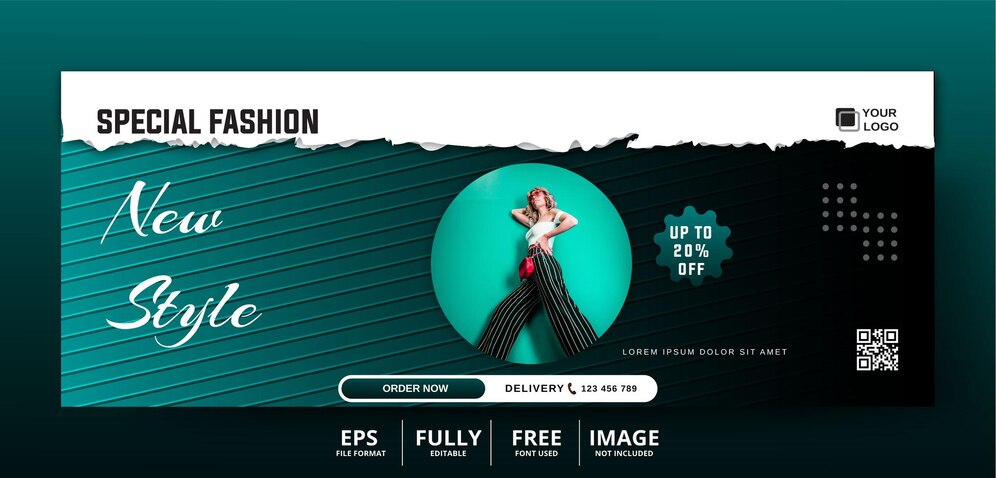 SPECIAL FASHION
YOUR
LOGO
New
Style
UP TO
20%
OFF
LOREM IPSUM DOLOR SIT AMET
ORDER NOW
DELIVERY 123 456 789
EPS
FILE FORMAT
FULLY
EDITABLE
FREE
FONT USED
IMAGE
NOT INCLUDED